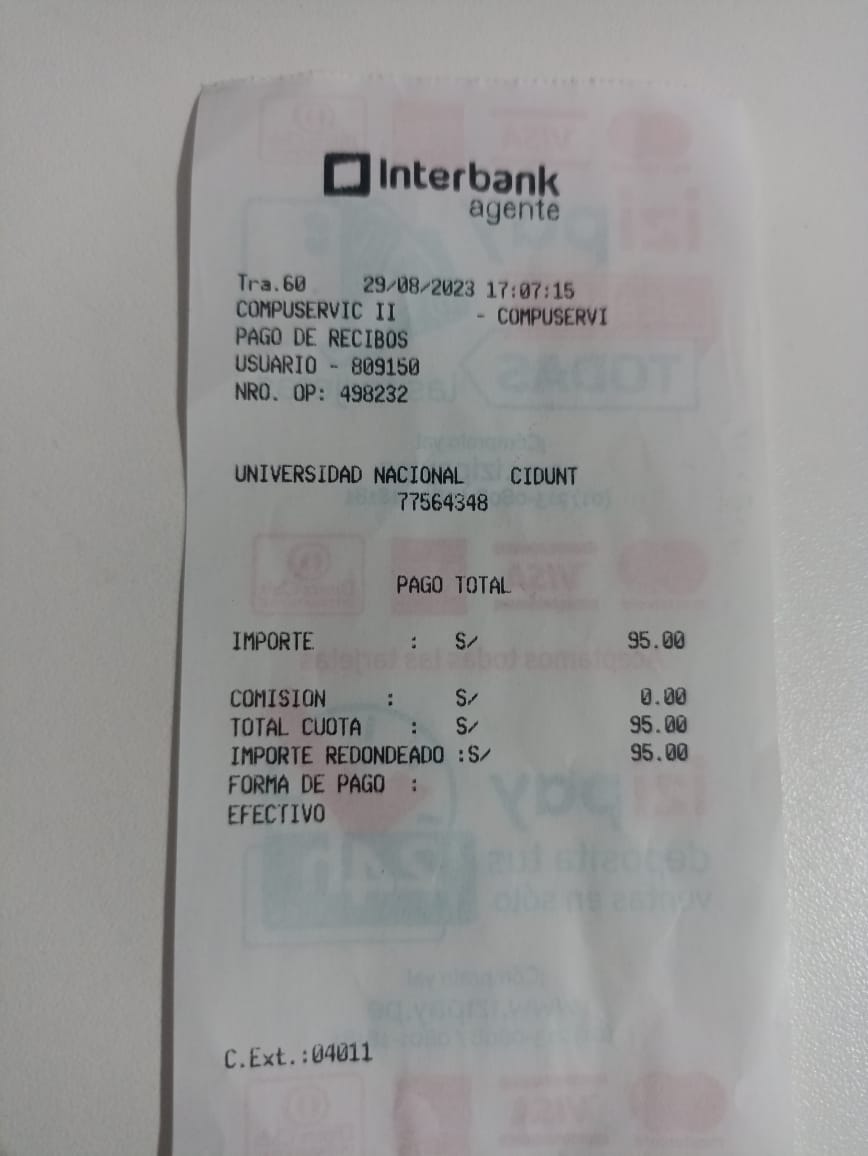 Interbank
agente
Tra.60 29/08/2023 17:07:15
COMPUSERVIC II - COMPUSERVI
PAGO DE RECIBOS
USUARIO - 809150
NRO. OP: 498232
UNIVERSIDAD NACIONAL CIDUNT
77564348
PAGO TOTAL
IMPORTE : S/ 95.00
COMISION : S/ 0.00
TOTAL CUOTA : S/ 95.00
IMPORTE REDONDEADO :S/ 95.00
FORMA DE PAGO :
EFECTIVO
C.Ext.:04011